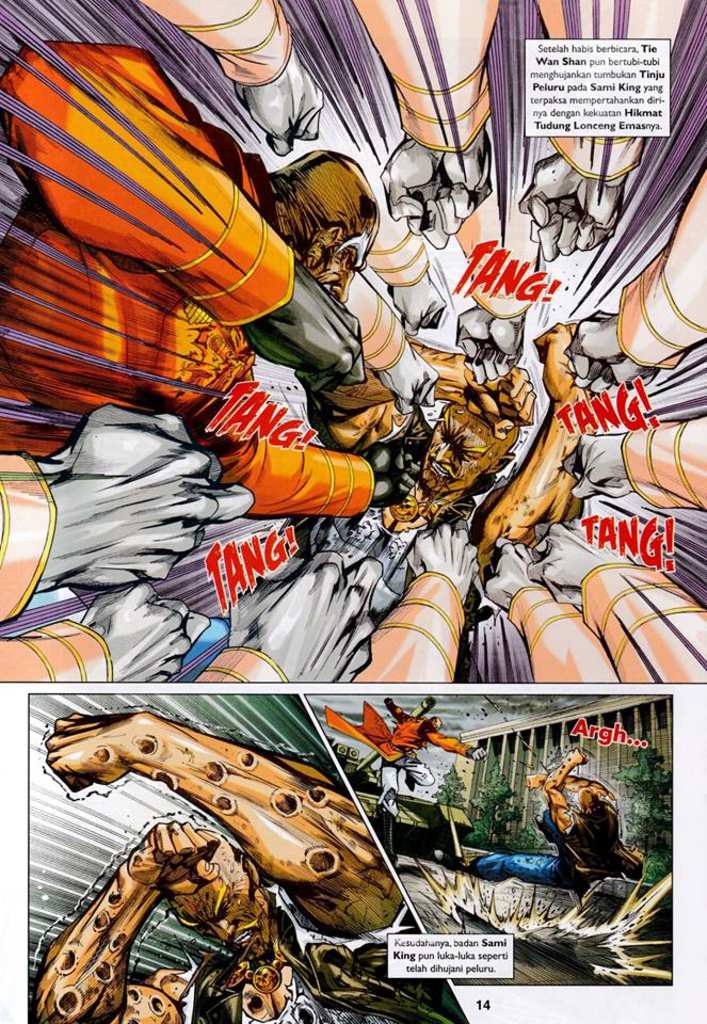 Setelah habis berbicara, Tie
Wan Shan pun bertubi-tubi
menghujankan tumbukan Tinju
Peluru pada Sami King yang
terpaksa mempertahankan diri-
nya dengan kekuatan Hikmat
Tudung Lonceng Emasnya.
TANG!
TANG!
TANG!
TANG!
TANG!
Argh...
Kesudahanya, badan Sami
King pun luka-luka seperti
telah dihujani peluru.
14